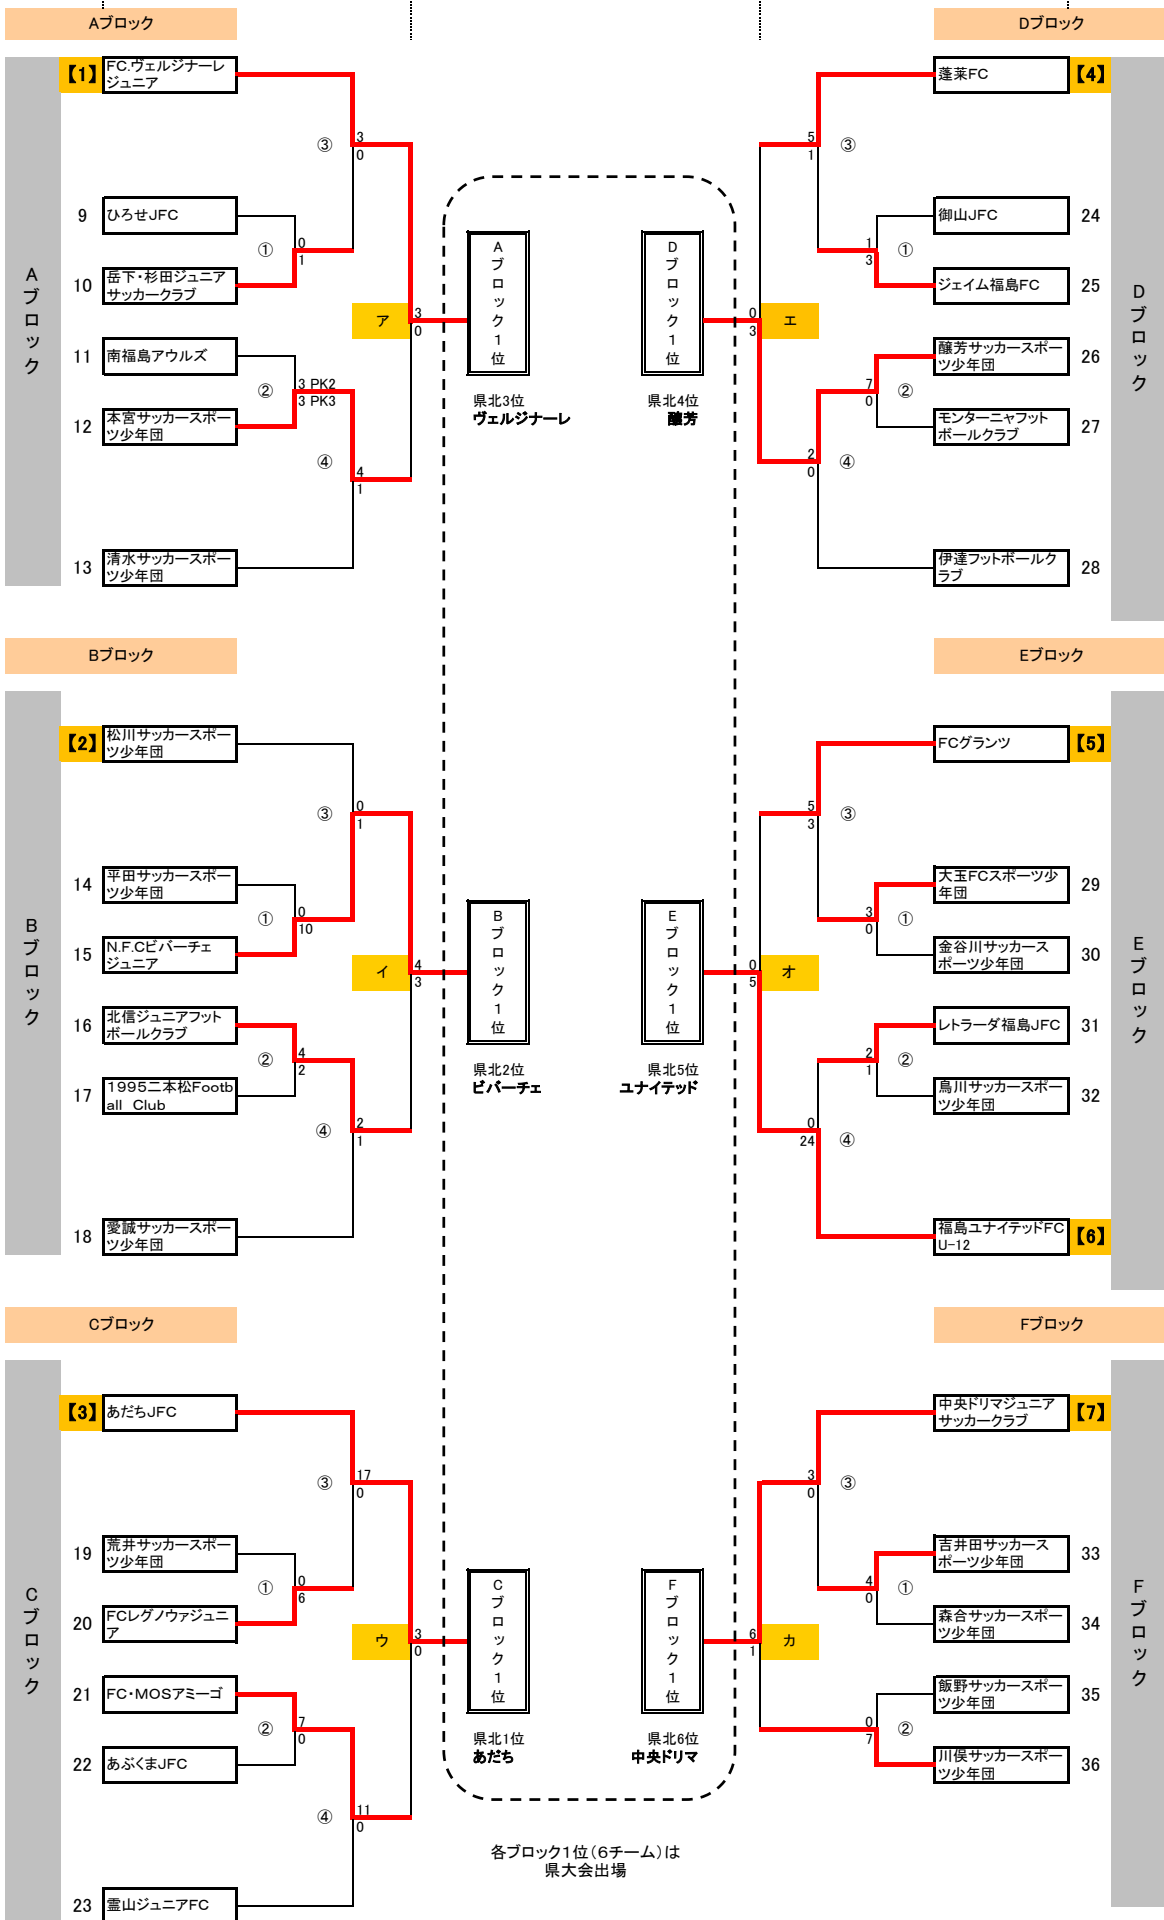 Aブロック
Aブロック
【1】
FC.ヴェルジナーレ
ジュニア
③
3
0
9
ひろせJFC
①
0
1
10
岳下・杉田ジュニア
サッカークラブ
ア
3
0
11
南福島アウルズ
②
3 PK2
3 PK3
12
本宮サッカースポー
ツ少年団
④
4
1
13
清水サッカースポー
ツ少年団
Aブロック1位
県北3位
ヴェルジナーレ
Dブロック
Dブロック
蓬莱FC
【4】
5
1
③
御山JFC
24
1
3
①
ジェイム福島FC
25
0
3
エ
醸芳サッカースポー
ツ少年団
26
7
0
②
モンターニャフット
ボールクラブ
27
2
0
④
伊達フットボールク
ラブ
28
Dブロック1位
県北4位
醸芳
Bブロック
Bブロック
【2】
松川サッカースポー
ツ少年団
③
0
1
14
平田サッカースポー
ツ少年団
①
0
10
15
N.F.Cビバーチェ
ジュニア
イ
4
3
16
北信ジュニアフット
ボールクラブ
②
4
2
17
1995二本松Footb
all Club
④
2
1
18
愛誠サッカースポー
ツ少年団
Bブロック1位
県北2位
ビバーチェ
Eブロック
Eブロック
FCグランツ
【5】
5
3
③
大玉FCスポーツ少
年団
29
3
0
①
金谷川サッカース
ポーツ少年団
30
0
5
オ
レトラーダ福島JFC
31
2
1
②
鳥川サッカースポー
ツ少年団
32
0
24
④
福島ユナイテッドFC
U-12
【6】
Eブロック1位
県北5位
ユナイテッド
Cブロック
Cブロック
【3】
あだちJFC
③
17
0
19
荒井サッカースポー
ツ少年団
①
0
6
20
FCレグノヴァジュニ
ア
ウ
3
0
21
FC・MOSアミーゴ
②
7
0
22
あぶくまJFC
④
11
0
23
霊山ジュニアFC
Cブロック1位
県北1位
あだち
Fブロック
Fブロック
中央ドリマジュニア
サッカークラブ
【7】
3
0
③
吉井田サッカース
ポーツ少年団
33
4
0
①
森合サッカースポー
ツ少年団
34
6
1
カ
飯野サッカースポー
ツ少年団
35
0
7
②
川俣サッカースポー
ツ少年団
36
Fブロック1位
県北6位
中央ドリマ
各ブロック1位(6チーム)は
県大会出場